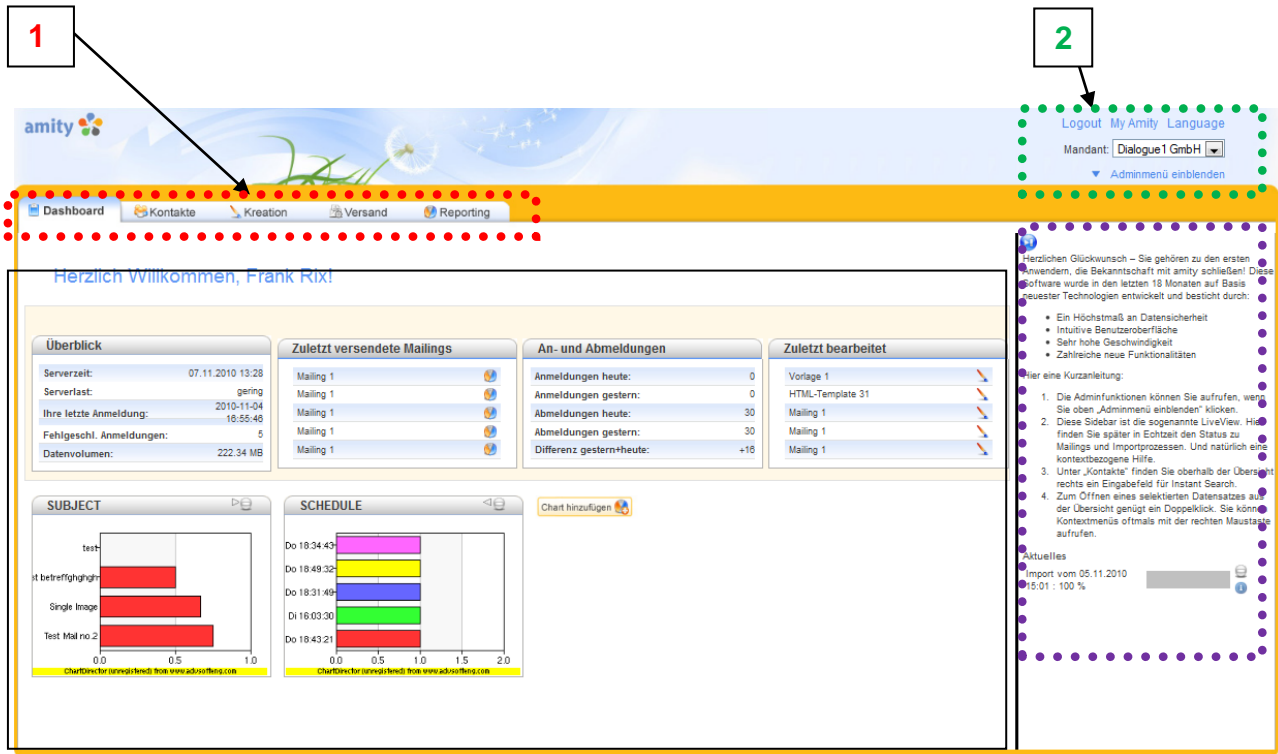 1
2
amity
Logout My Amity Language
Mandant: Dialogue1 GmbH
Adminmenü einblenden
Dashboard Kontakte Kreation Versand Reporting
Herzlich Willkommen, Frank Rix!
Überblick
Serverzeit: 07.11.2010 13:28
Serverlast: gering
Ihre letzte Anmeldung: 2010-11-04 16:55:46
Fehlgeschl. Anmeldungen: 5
Datenvolumen: 222.34 MB
Zuletzt versendete Mailings
Mailing 1
Mailing 1
Mailing 1
Mailing 1
Mailing 1
An- und Abmeldungen
Anmeldungen heute: 0
Anmeldungen gestern: 0
Abmeldungen heute: 30
Abmeldungen gestern: 30
Differenz gestern+heute: +16
Zuletzt bearbeitet
Vorlage 1
HTML-Template 31
Mailing 1
Mailing 1
Mailing 1
SUBJECT
test
st betreffghghgh
Single Image
Test Mail no.2
0.0 0.5 1.0
ChartDirector (unregistered) from www.advsofteng.com
SCHEDULE
Do 18:34:43
Do 18:49:32
Do 18:31:49
Di 16:03:30
Do 18:43:21
0.0 0.5 1.0 1.5 2.0
ChartDirector (unregistered) from www.advsofteng.com
Chart hinzufügen
Herzlichen Glückwunsch – Sie gehören zu den ersten
Anwendern, die Bekanntschaft mit amity schließen! Diese
Software wurde in den letzten 18 Monaten auf Basis
neuester Technologien entwickelt und besticht durch:
• Ein Höchstmaß an Datensicherheit
• Intuitive Benutzeroberfläche
• Sehr hohe Geschwindigkeit
• Zahlreiche neue Funktionalitäten
Hier eine Kurzanleitung:
1. Die Adminfunktionen können Sie aufrufen, wenn
Sie oben „Adminmenü einblenden" klicken.
2. Diese Sidebar ist die sogenannte LiveView. Hier
finden Sie später in Echtzeit den Status zu
Mailings und Importprozessen. Und natürlich eine
kontextbezogene Hilfe.
3. Unter „Kontakte" finden Sie oberhalb der Übersicht
rechts ein Eingabefeld für Instant Search.
4. Zum Öffnen eines selektierten Datensatzes aus
der Übersicht genügt ein Doppelklick. Sie können
Kontextmenüs oftmals mit der rechten Maustaste
aufrufen.
Aktuelles
Import vom 05.11.2010
15:01 : 100 %